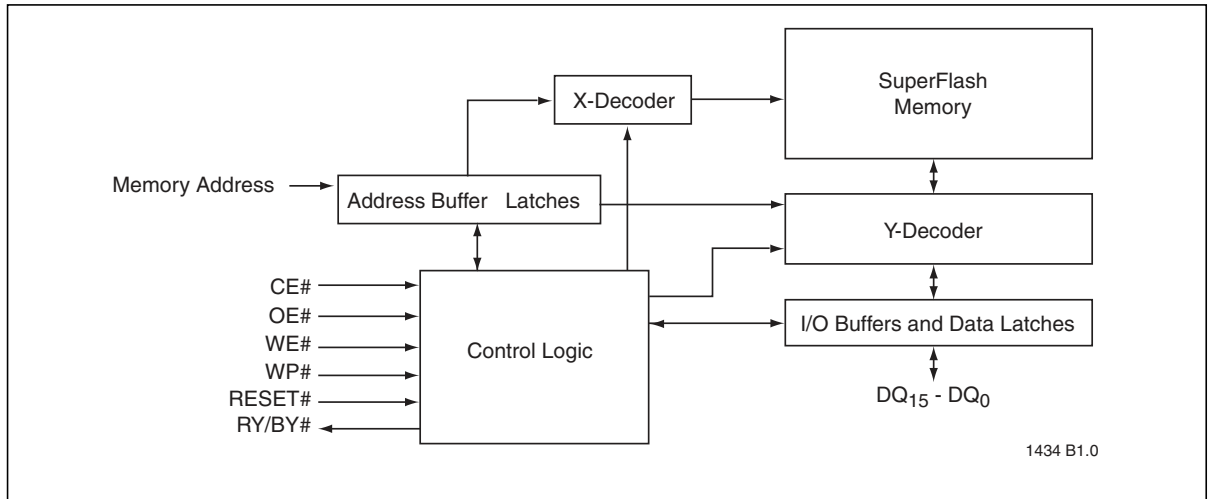 SuperFlash
Memory
X-Decoder
Memory Address
Address Buffer Latches
Y-Decoder
CE#
OE#
WE#
WP#
RESET#
RY/BY#
Control Logic
I/O Buffers and Data Latches
DQ15 - DQ0
1434 B1.0